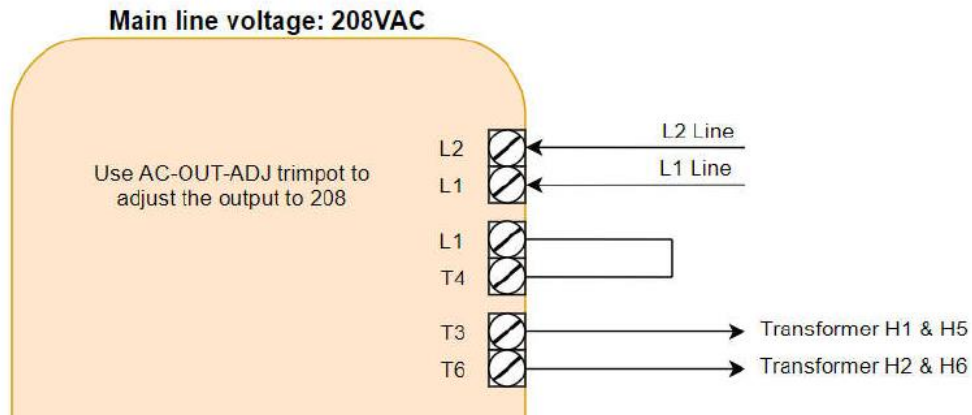 Main line voltage: 208VAC
Use AC-OUT-ADJ trimpot to
adjust the output to 208
L2
L2 Line
L1
L1 Line
L1
T4
T3
Transformer H1 & H5
T6
Transformer H2 & H6